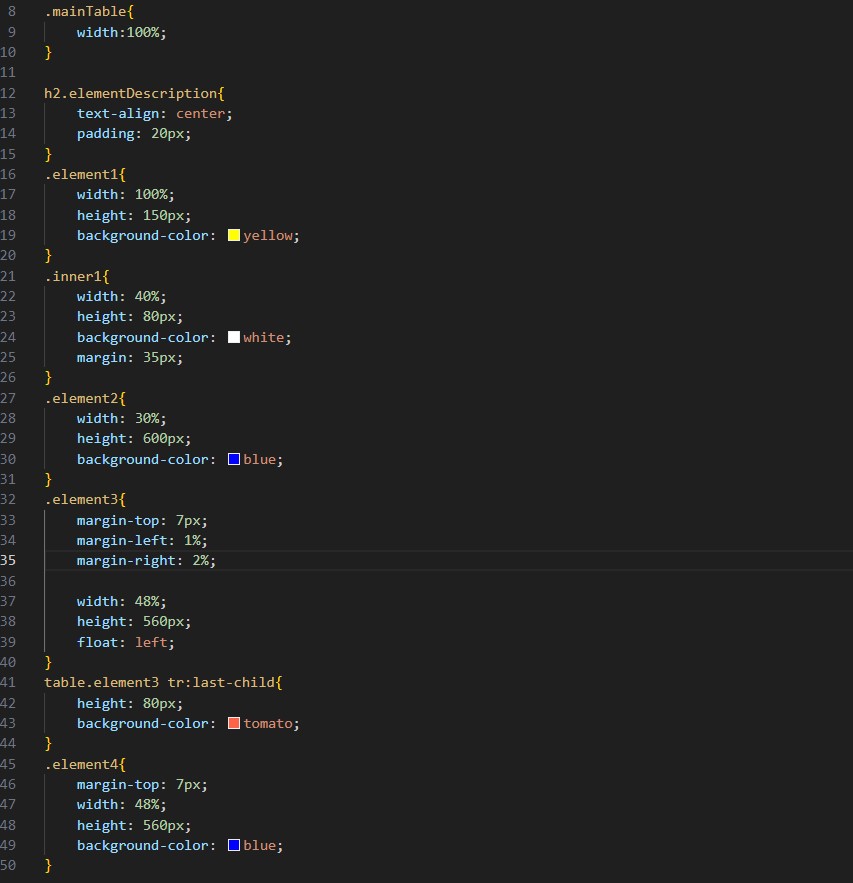 8 .mainTable{
9     width:100%;
10 }
11
12 h2.elementDescription{
13     text-align: center;
14     padding: 20px;
15 }
16 .element1{
17     width: 100%;
18     height: 150px;
19     background-color: yellow;
20 }
21 .inner1{
22     width: 40%;
23     height: 80px;
24     background-color: white;
25     margin: 35px;
26 }
27 .element2{
28     width: 30%;
29     height: 600px;
30     background-color: blue;
31 }
32 .element3{
33     margin-top: 7px;
34     margin-left: 1%;
35     margin-right: 2%;
36
37     width: 48%;
38     height: 560px;
39     float: left;
40 }
41 table.element3 tr:last-child{
42     height: 80px;
43     background-color: tomato;
44 }
45 .element4{
46     margin-top: 7px;
47     width: 48%;
48     height: 560px;
49     background-color: blue;
50 }